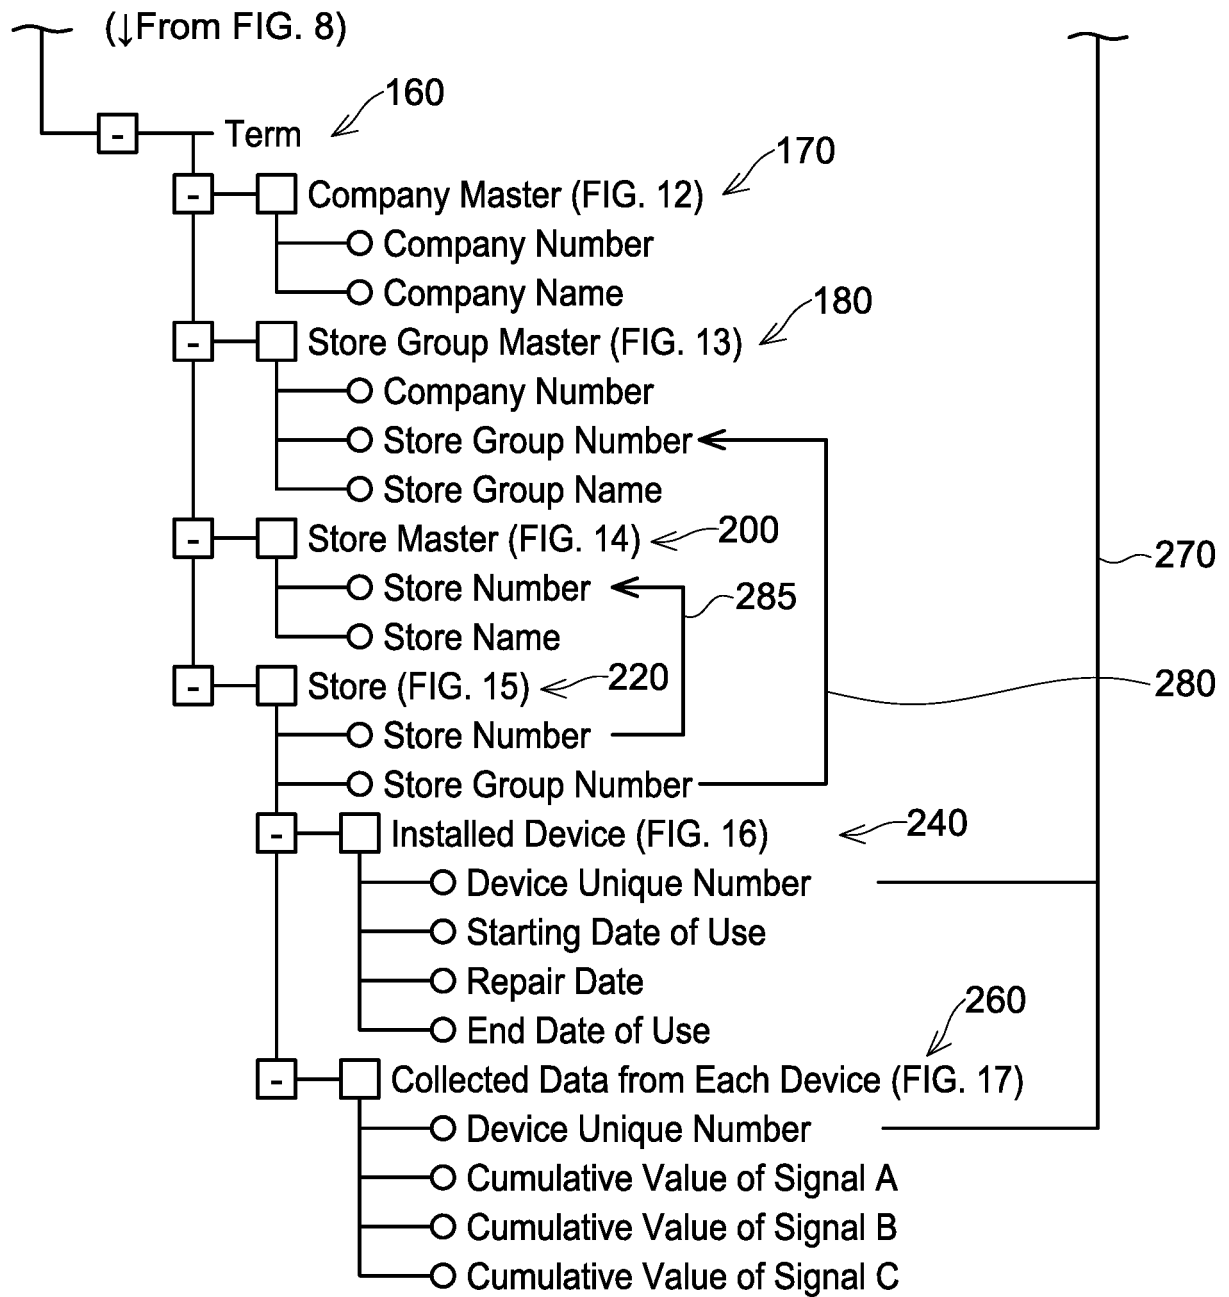 (↓From FIG. 8)
160
- Term
170
- Company Master (FIG. 12)
Company Number
Company Name
180
- Store Group Master (FIG. 13)
Company Number
Store Group Number
Store Group Name
- Store Master (FIG. 14) 200
270
Store Number
285
Store Name
- Store (FIG. 15) 220
280
Store Number
Store Group Number
- Installed Device (FIG. 16) 240
Device Unique Number
Starting Date of Use
Repair Date
260
End Date of Use
- Collected Data from Each Device (FIG. 17)
Device Unique Number
Cumulative Value of Signal A
Cumulative Value of Signal B
Cumulative Value of Signal C